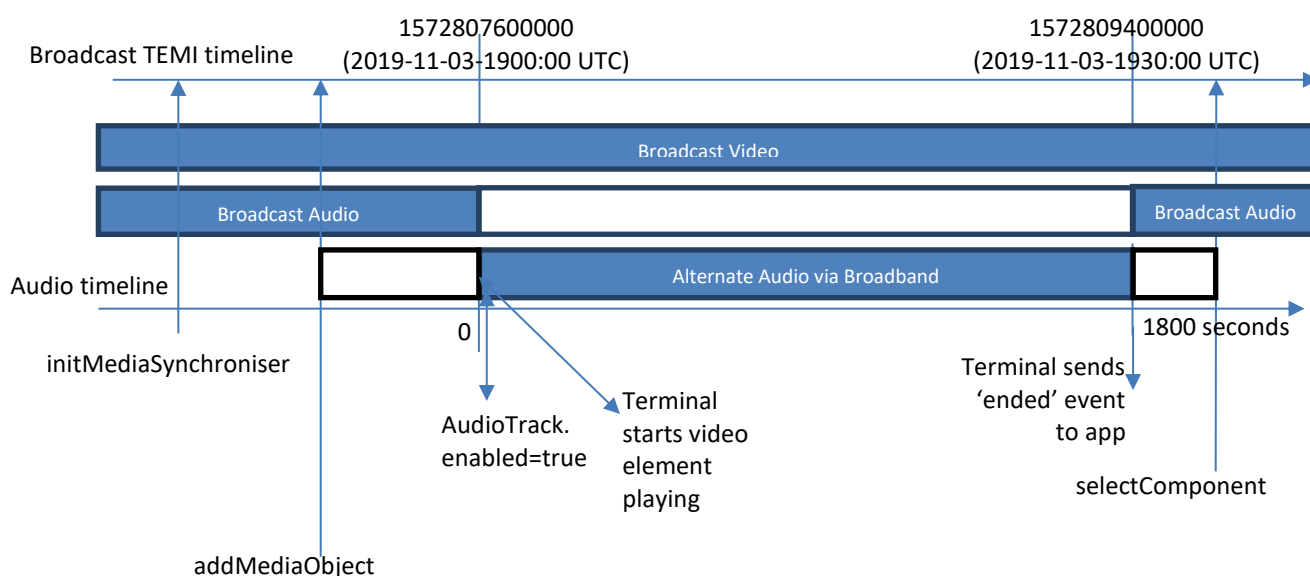 1572807600000
(2019-11-03-1900:00 UTC)
1572809400000
(2019-11-03-1930:00 UTC)
Broadcast TEMI timeline
Broadcast Video
Broadcast Audio
Broadcast Audio
Alternate Audio via Broadband
Audio timeline
0
1800 seconds
initMediaSynchroniser
AudioTrack.
enabled=true
Terminal
starts video
element
playing
Terminal sends
‘ended’ event
to app
selectComponent
addMediaObject